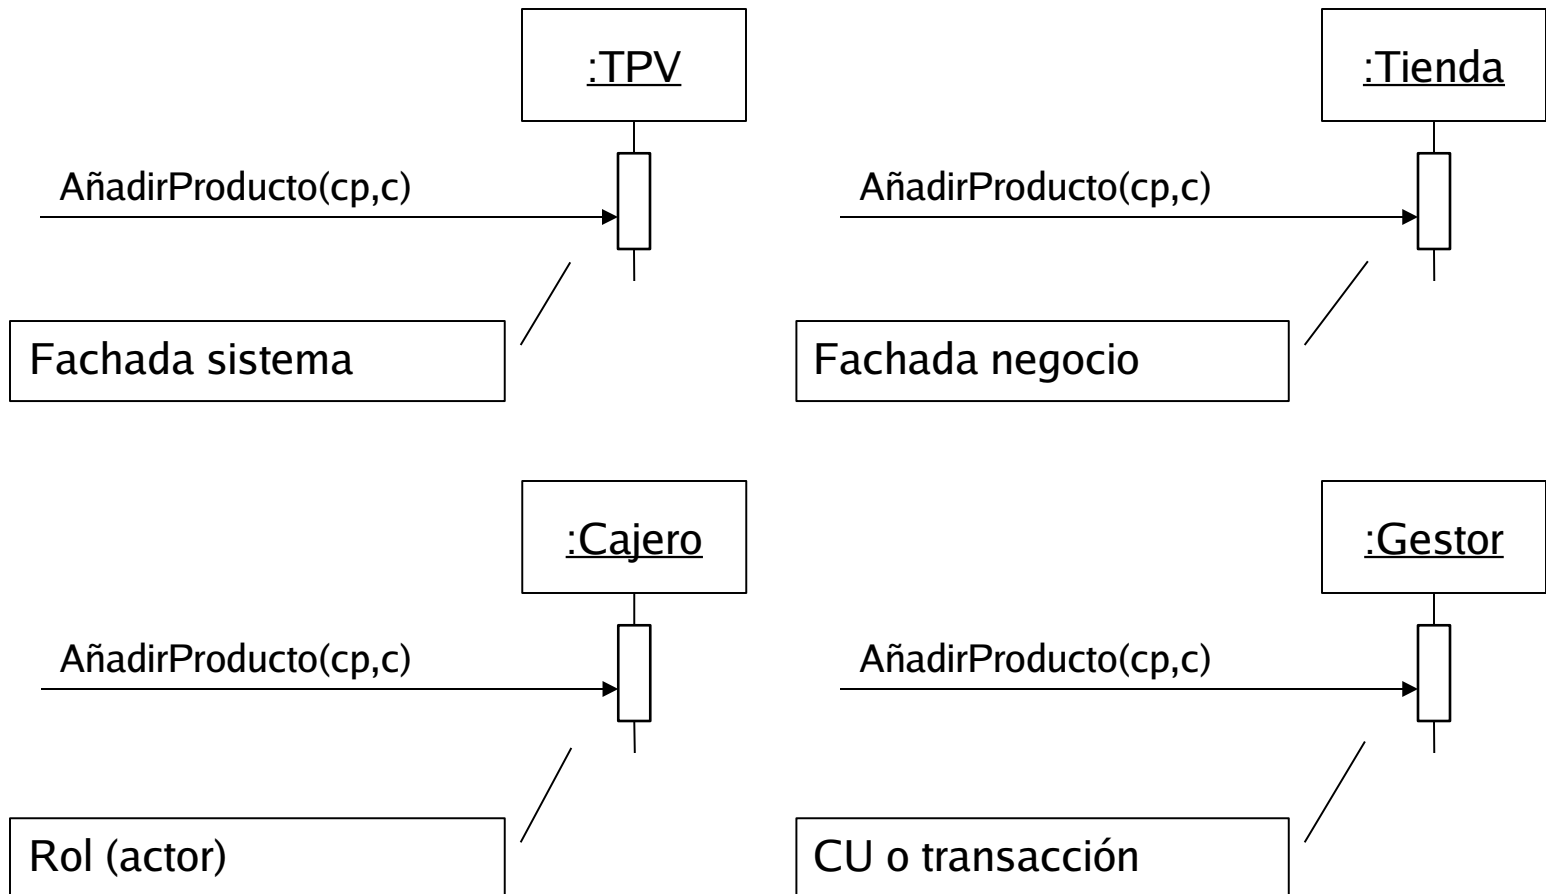 :TPV
:Tienda
AñadirProducto(cp,c)
AñadirProducto(cp,c)
Fachada sistema
Fachada negocio
:Cajero
:Gestor
AñadirProducto(cp,c)
AñadirProducto(cp,c)
Rol (actor)
CU o transacción